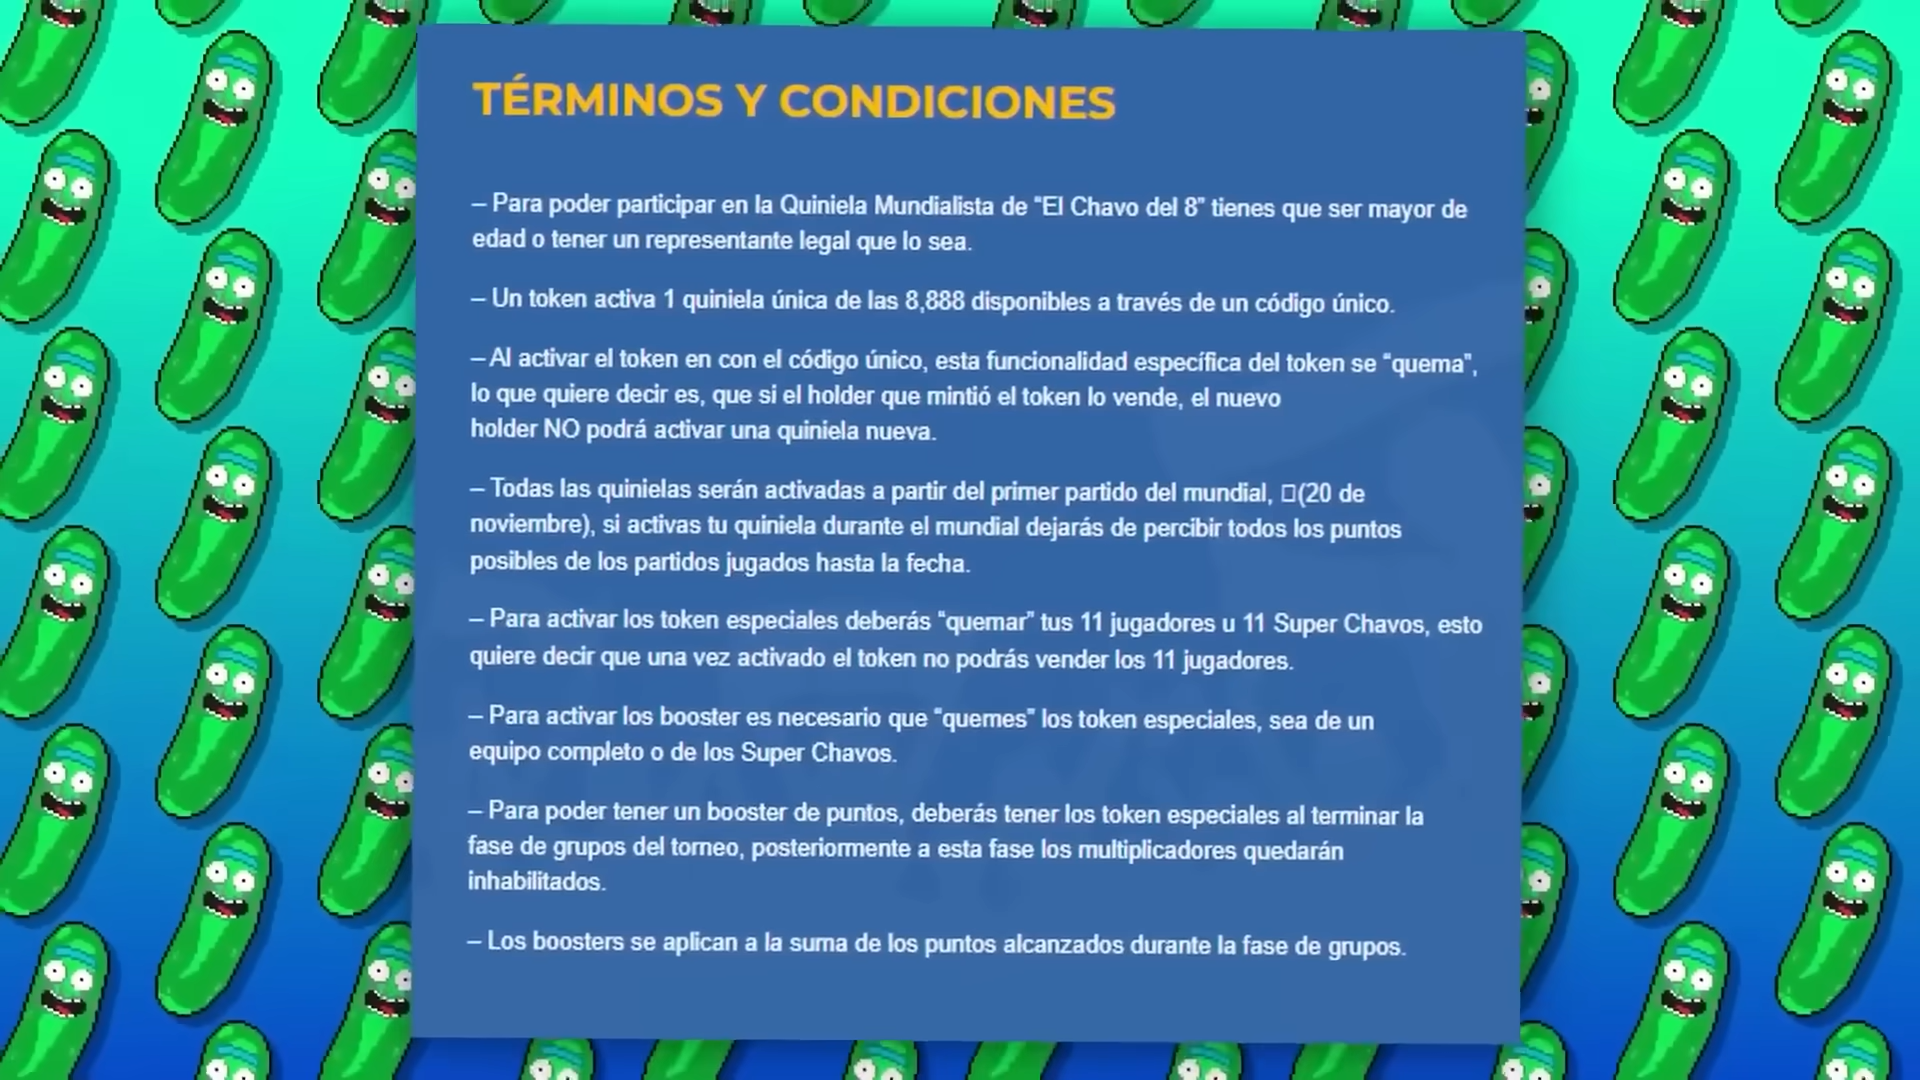 TÉRMINOS Y CONDICIONES
– Para poder participar en la Quiniela Mundialista de “El Chavo del 8” tienes que ser mayor de
edad o tener un representante legal que lo sea.
– Un token activa 1 quiniela única de las 8,888 disponibles a través de un código único.
– Al activar el token en con el código único, esta funcionalidad específica del token se “quema”,
lo que quiere decir es, que si el holder que mintió el token lo vende, el nuevo
holder NO podrá activar una quiniela nueva.
– Todas las quinielas serán activadas a partir del primer partido del mundial, □(20 de
noviembre), si activas tu quiniela durante el mundial dejarás de percibir todos los puntos
posibles de los partidos jugados hasta la fecha.
– Para activar los token especiales deberás “quemar” tus 11 jugadores u 11 Super Chavos, esto
quiere decir que una vez activado el token no podrás vender los 11 jugadores.
– Para activar los booster es necesario que “quemes” los token especiales, sea de un
equipo completo o de los Super Chavos.
– Para poder tener un booster de puntos, deberás tener los token especiales al terminar la
fase de grupos del torneo, posteriormente a esta fase los multiplicadores quedarán
inhabilitados.
– Los boosters se aplican a la suma de los puntos alcanzados durante la fase de grupos.